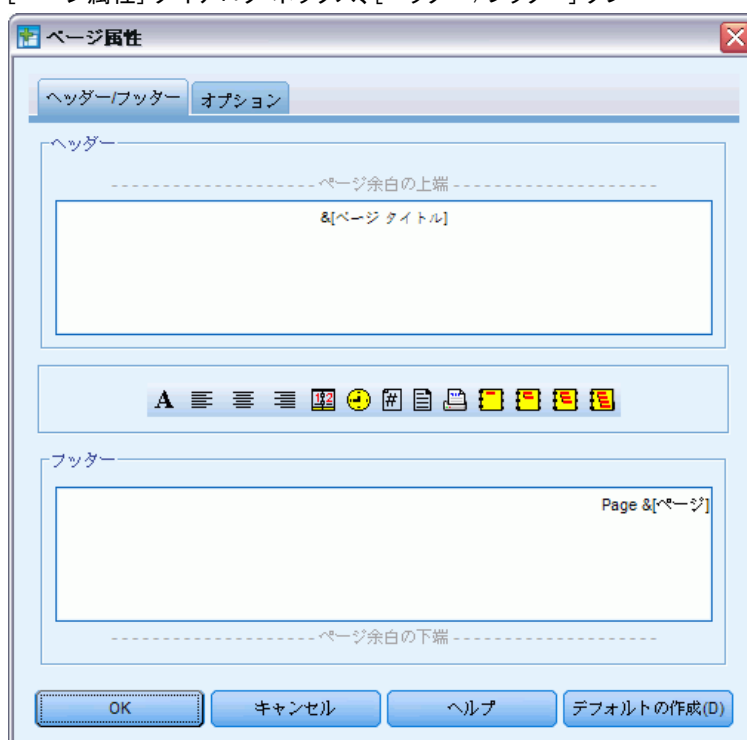 ページ属性
ヘッダー/フッター オプション
ヘッダー
--------------------ページ余白の上端--------------------
&[ページ タイトル]
フッター
Page &[ページ]
--------------------ページ余白の下端--------------------
OK キャンセル ヘルプ デフォルトの作成(D)